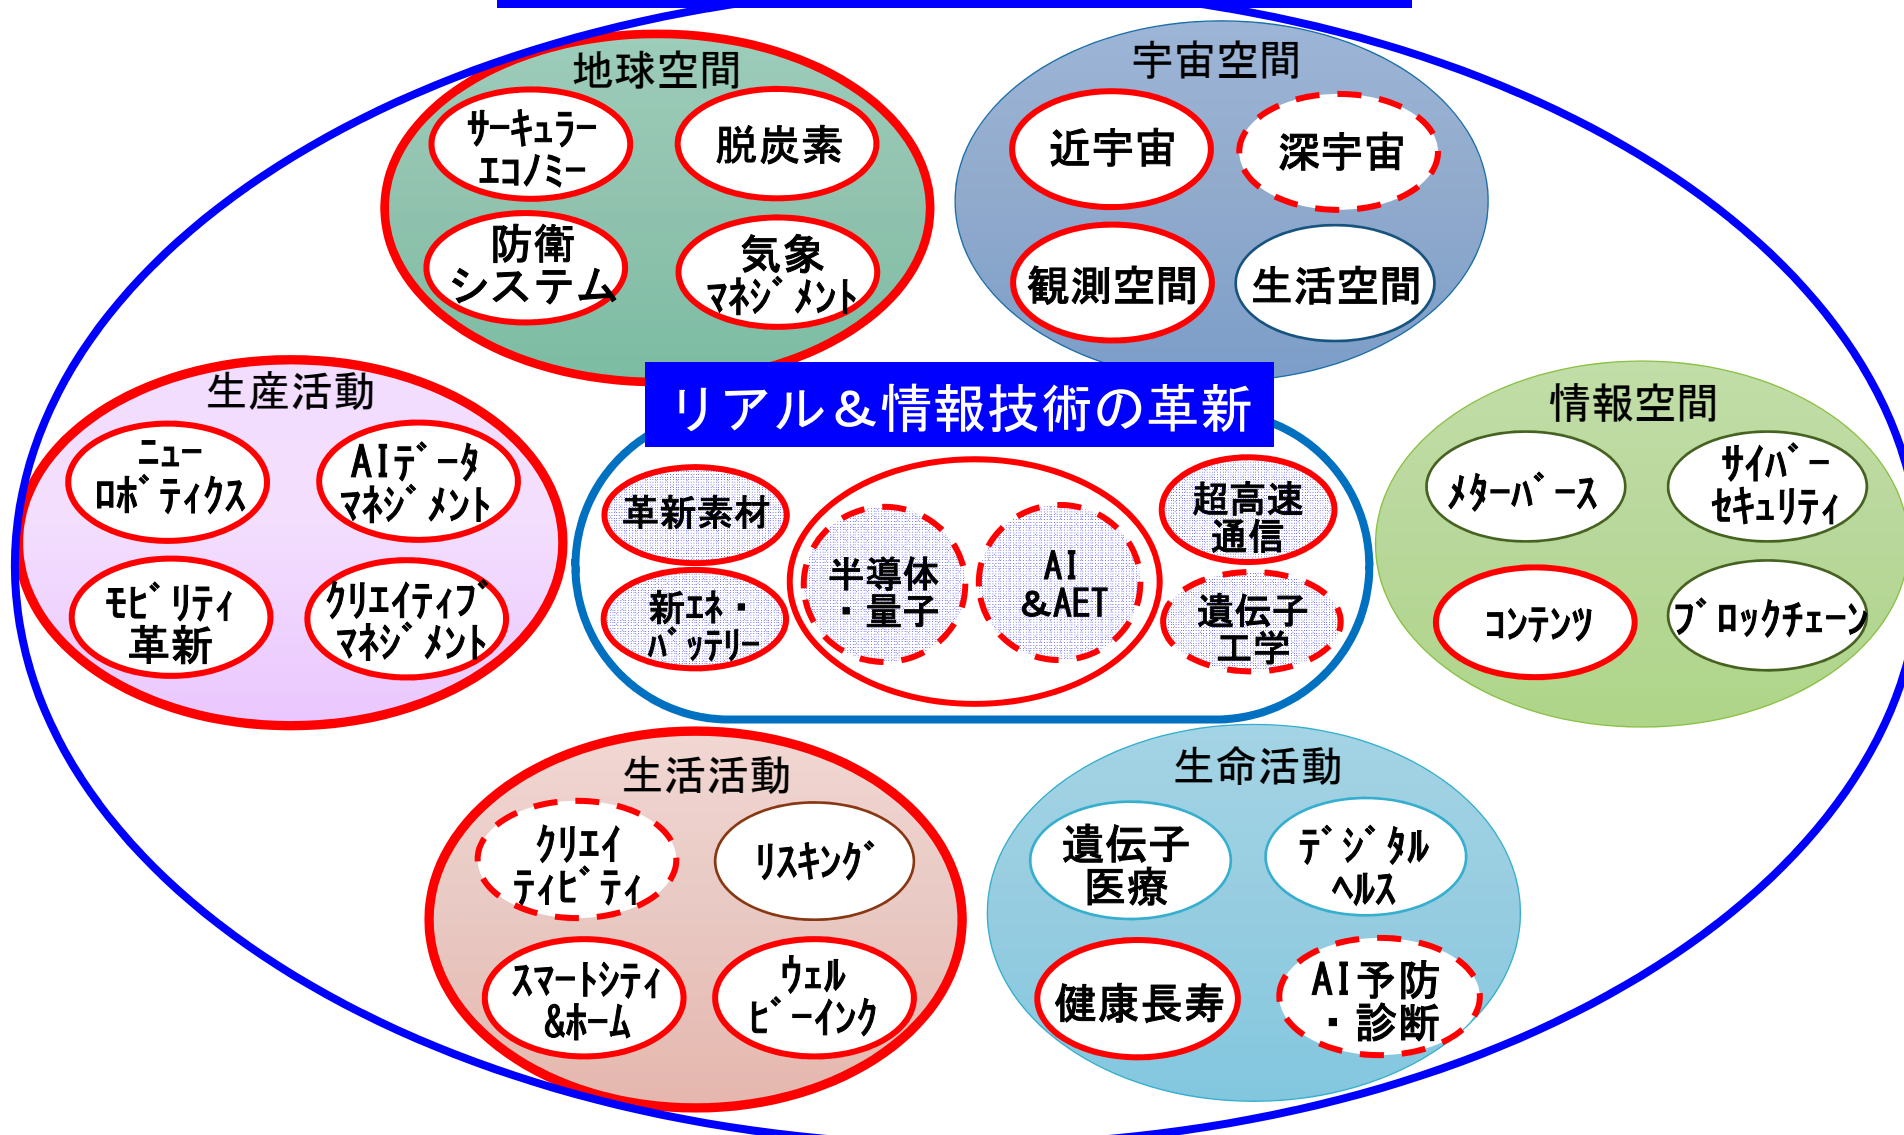 地球空間
ｻｰｷｭﾗｰ
ｴｺﾉﾐｰ
脱炭素
防衛
システム
気象
ﾏﾈｼﾞﾒﾝﾄ
宇宙空間
近宇宙
深宇宙
観測空間
生活空間
生産活動
ﾆｭｰ
ﾛﾎﾞﾃｨｸｽ
AIﾃﾞｰﾀ
ﾏﾈｼﾞﾒﾝﾄ
ﾓﾋﾞﾘﾃｨ
革新
ｸﾘｴｲﾃｨﾌﾞ
ﾏﾈｼﾞﾒﾝﾄ
リアル＆情報技術の革新
革新素材
新ｴﾈ・
ﾊﾞｯﾃﾘｰ
半導体
・量子
AI
＆AET
超高速
通信
遺伝子
工学
情報空間
ﾒﾀｰﾊﾞｰｽ
ｻｲﾊﾞｰ
ｾｷｭﾘﾃｨ
ｺﾝﾃﾝﾂ
ﾌﾞﾛｯｸﾁｪｰﾝ
生活活動
ｸﾘｴｲ
ﾃｨﾋﾞﾃｨ
ﾘｽｷﾝｸﾞ
ｽﾏｰﾄｼﾃｨ
&ﾎｰﾑ
ｳｪﾙ
ﾋﾞｰｲﾝｸ
生命活動
遺伝子
医療
ﾃﾞｼﾞﾀﾙ
ﾍﾙｽ
健康長寿
AI予防
・診断